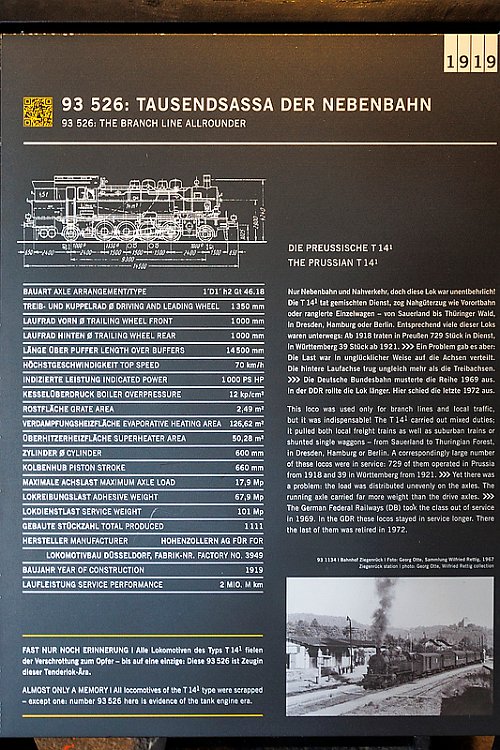 1919
93 526: TAUSENDSASSA DER NEBENBAHN
93 526: THE BRANCH LINE ALLROUNDER
DIE PREUSSISCHE T 14¹
THE PRUSSIAN T 14¹
BAUART AXLE ARRANGEMENT/TYPE 1'D1' h2 Gt 46.18
TREIB- UND KUPPELRAD Ø DRIVING AND LEADING WHEEL 1 350 mm
LAUFRAD VORN Ø TRAILING WHEEL FRONT 1 000 mm
LAUFRAD HINTEN Ø TRAILING WHEEL REAR 1 000 mm
LÄNGE ÜBER PUFFER LENGTH OVER BUFFERS 14 500 mm
HÖCHSTGESCHWINDIGKEIT TOP SPEED 70 km/h
INDIZIERTE LEISTUNG INDICATED POWER 1 000 PS HP
KESSELÜBERDRUCK BOILER OVERPRESSURE 12 kp/cm²
ROSTFLÄCHE GRATE AREA 2,49 m²
VERDAMPFUNGSHEIZFLÄCHE EVAPORATIVE HEATING AREA 126,62 m²
ÜBERHITZERHEIZFLÄCHE SUPERHEATER AREA 50,28 m²
ZYLINDER Ø CYLINDER 600 mm
KOLBENHUB PISTON STROKE 660 mm
MAXIMALE ACHSLAST MAXIMUM AXLE LOAD 17,9 Mp
LOKREIBUNGSLAST ADHESIVE WEIGHT 67,9 Mp
LOKDIENSTLAST SERVICE WEIGHT 101 Mp
GEBAUTE STÜCKZAHL TOTAL PRODUCED 1111
HERSTELLER MANUFACTURER HOHENZOLLERN AG FÜR FOR
LOKOMOTIVBAU DÜSSELDORF, FABRIK-NR. FACTORY NO. 3949
BAUJAHR YEAR OF CONSTRUCTION 1919
LAUFLEISTUNG SERVICE PERFORMANCE 2 MIO. M km
Nur Nebenbahn und Nahverkehr, doch diese Lok war unentbehrlich!
Die T 14¹ tat gemischten Dienst, zog Nahgüterzug wie Vorortbahn
oder rangierte Einzelwagen – von Sauerland bis Thüringer Wald,
in Dresden, Hamburg oder Berlin. Entsprechend viele dieser Loks
waren unterwegs: Ab 1918 traten in Preußen 729 Stück in Dienst,
in Württemberg 39 Stück ab 1921. >>> Ein Problem gab es aber:
Die Last war in unglücklicher Weise auf die Achsen verteilt.
Die hintere Laufachse trug ungleich mehr als die Treibachsen.
>>> Die Deutsche Bundesbahn musterte die Reihe 1969 aus.
In der DDR rollte die Lok länger. Hier schied die letzte 1972 aus.
This loco was used only for branch lines and local traffic,
but it was indispensable! The T 14¹ carried out mixed duties;
it pulled both local freight trains as well as suburban trains or
shunted single waggons – from Sauerland to Thuringian Forest,
in Dresden, Hamburg or Berlin. A correspondingly large number
of these locos were in service: 729 of them operated in Prussia
from 1918 and 39 in Württemberg from 1921. >>> Yet there was
a problem: the load was distributed unevenly on the axles. The
running axle carried far more weight than the drive axles. >>>
The German Federal Railways (DB) took the class out of service
in 1969. In the GDR these locos stayed in service longer. There
the last of them was retired in 1972.
93 1134 | Bahnhof Ziegenrück | Foto: Georg Otte, Sammlung Wilfried Rettig, 1967
Ziegenrück station | photo: Georg Otte, Wilfried Rettig collection
FAST NUR NOCH ERINNERUNG | Alle Lokomotiven des Typs T 14¹ fielen
der Verschrottung zum Opfer – bis auf eine einzige: Diese 93 526 ist Zeugin
dieser Tenderlok-Ära.
ALMOST ONLY A MEMORY | All locomotives of the T 14¹ type were scrapped
– except one: number 93 526 here is evidence of the tank engine era.